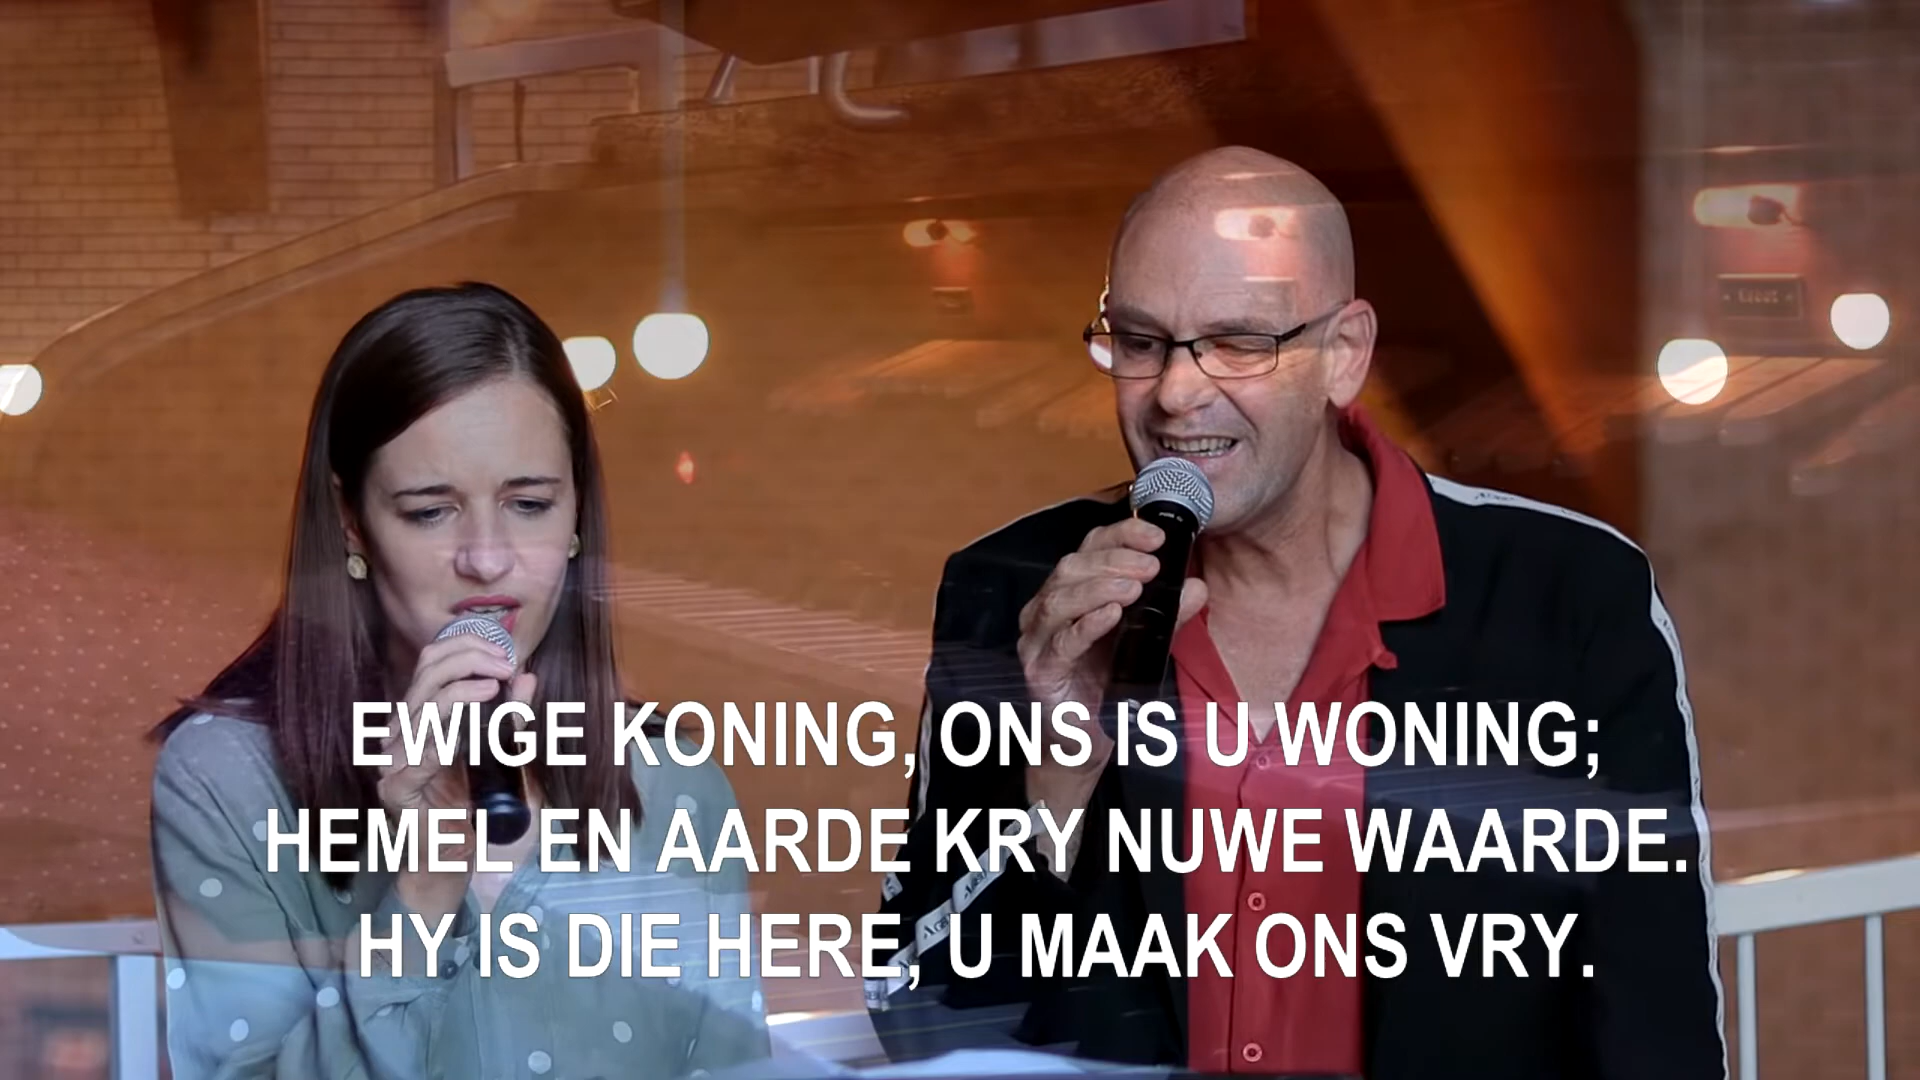 EWIGE KONING, ONS IS U WONING;
HEMEL EN AARDE KRY NUWE WAARDE.
HY IS DIE HERE, U MAAK ONS VRY.